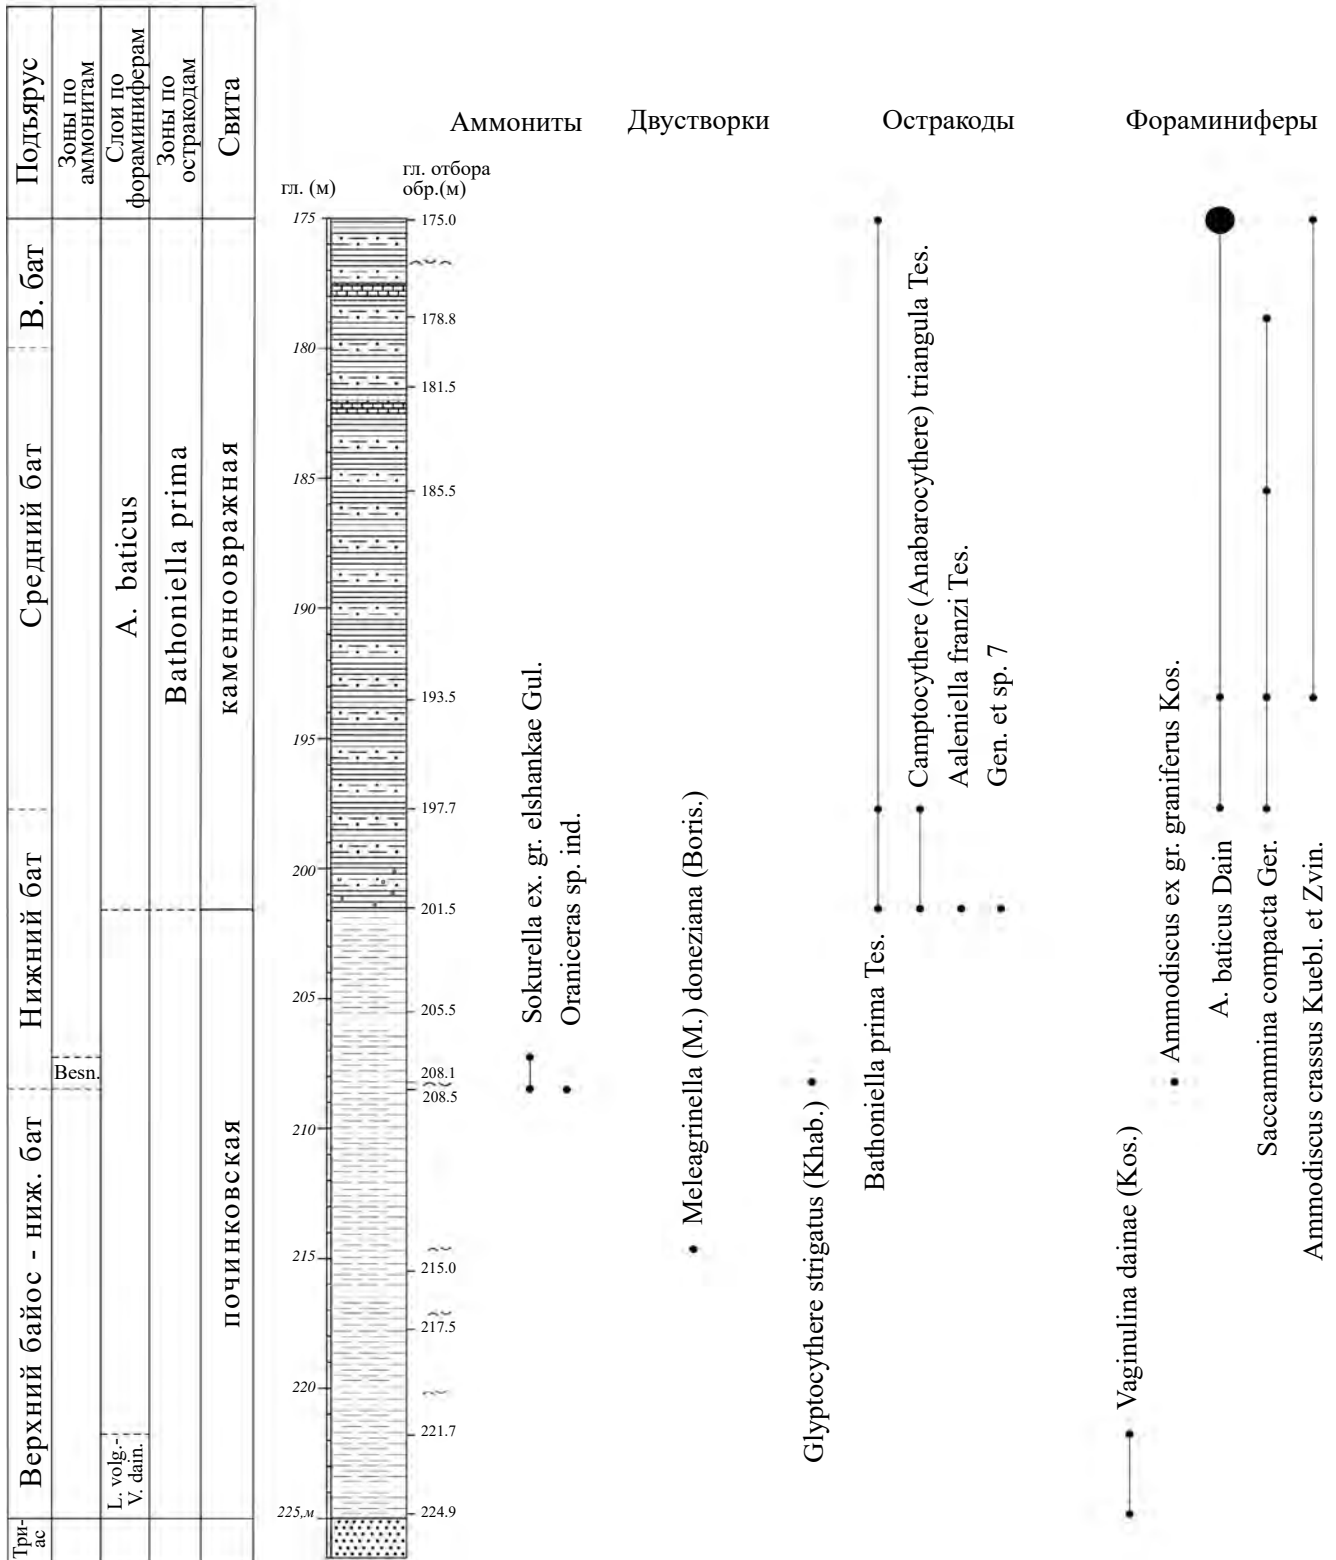 Подъярус
Зоны по
аммонитам
Слои по
фораминиферам
Зоны по
остракодам
Свита
Аммониты
Двустворки
Остракоды
Фораминиферы
гл. (м)
гл. отбора
обр.(м)
В. бат
Средний бат
Нижний бат
Верхний байос - ниж. бат
Три-
ас
Besn.
A. baticus
L. volg.-
V. dain.
Bathoniella prima
каменноовражная
починковская
175
180
185
190
195
200
205
210
215
220
225,м
175.0
178.8
181.5
185.5
193.5
197.7
201.5
205.5
208.1
208.5
215.0
217.5
221.7
224.9
Sokurella ex. gr. elshankae Gul.
Oraniceras sp. ind.
Meleagrinella (M.) doneziana (Boris.)
Glyptocythere strigatus (Khab.)
Bathoniella prima Tes.
Camptocythere (Anabarocythere) triangula Tes.
Aaleniella franzi Tes.
Gen. et sp. 7
Vaginulina dainae (Kos.)
Ammodiscus ex gr. graniferus Kos.
A. baticus Dain
Saccammina compacta Ger.
Ammodiscus crassus Kuebl. et Zvin.